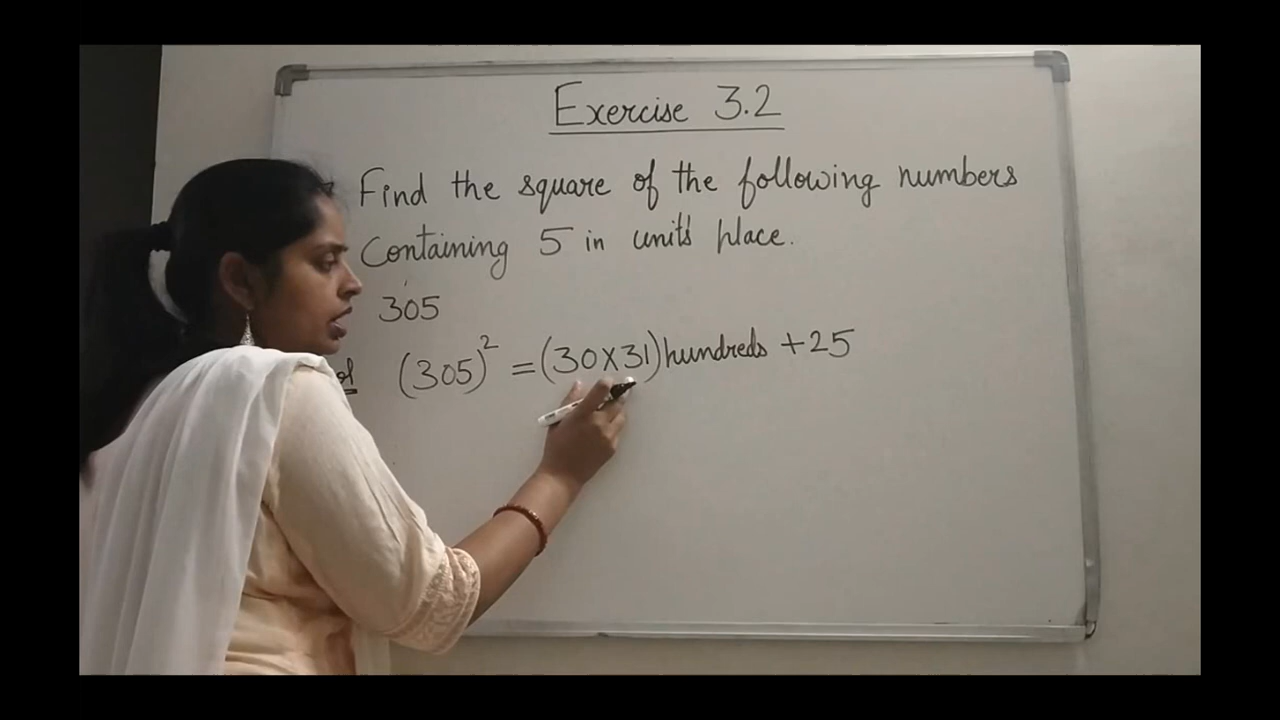 Exercise 3.2
Find the square of the following numbers
Containing 5 in unit's place.
305
(305)² = (30×31)hundreds +25